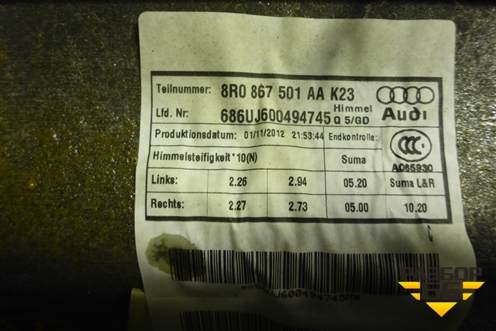 Teilnummer: 8R0 867 501 AA K23
Lfd. Nr: 686UJ600494745 Himmel Q 5/GD Audi
Produktionsdatum: 01/11/2012 21:53:44 Endkontrolle:
CCC
A065930
Himmelsteifigkeit*10(N) Suma
Links: 2.26 2.94 05.20 Suma L&R
Rechts: 2.27 2.73 05.00 10.20